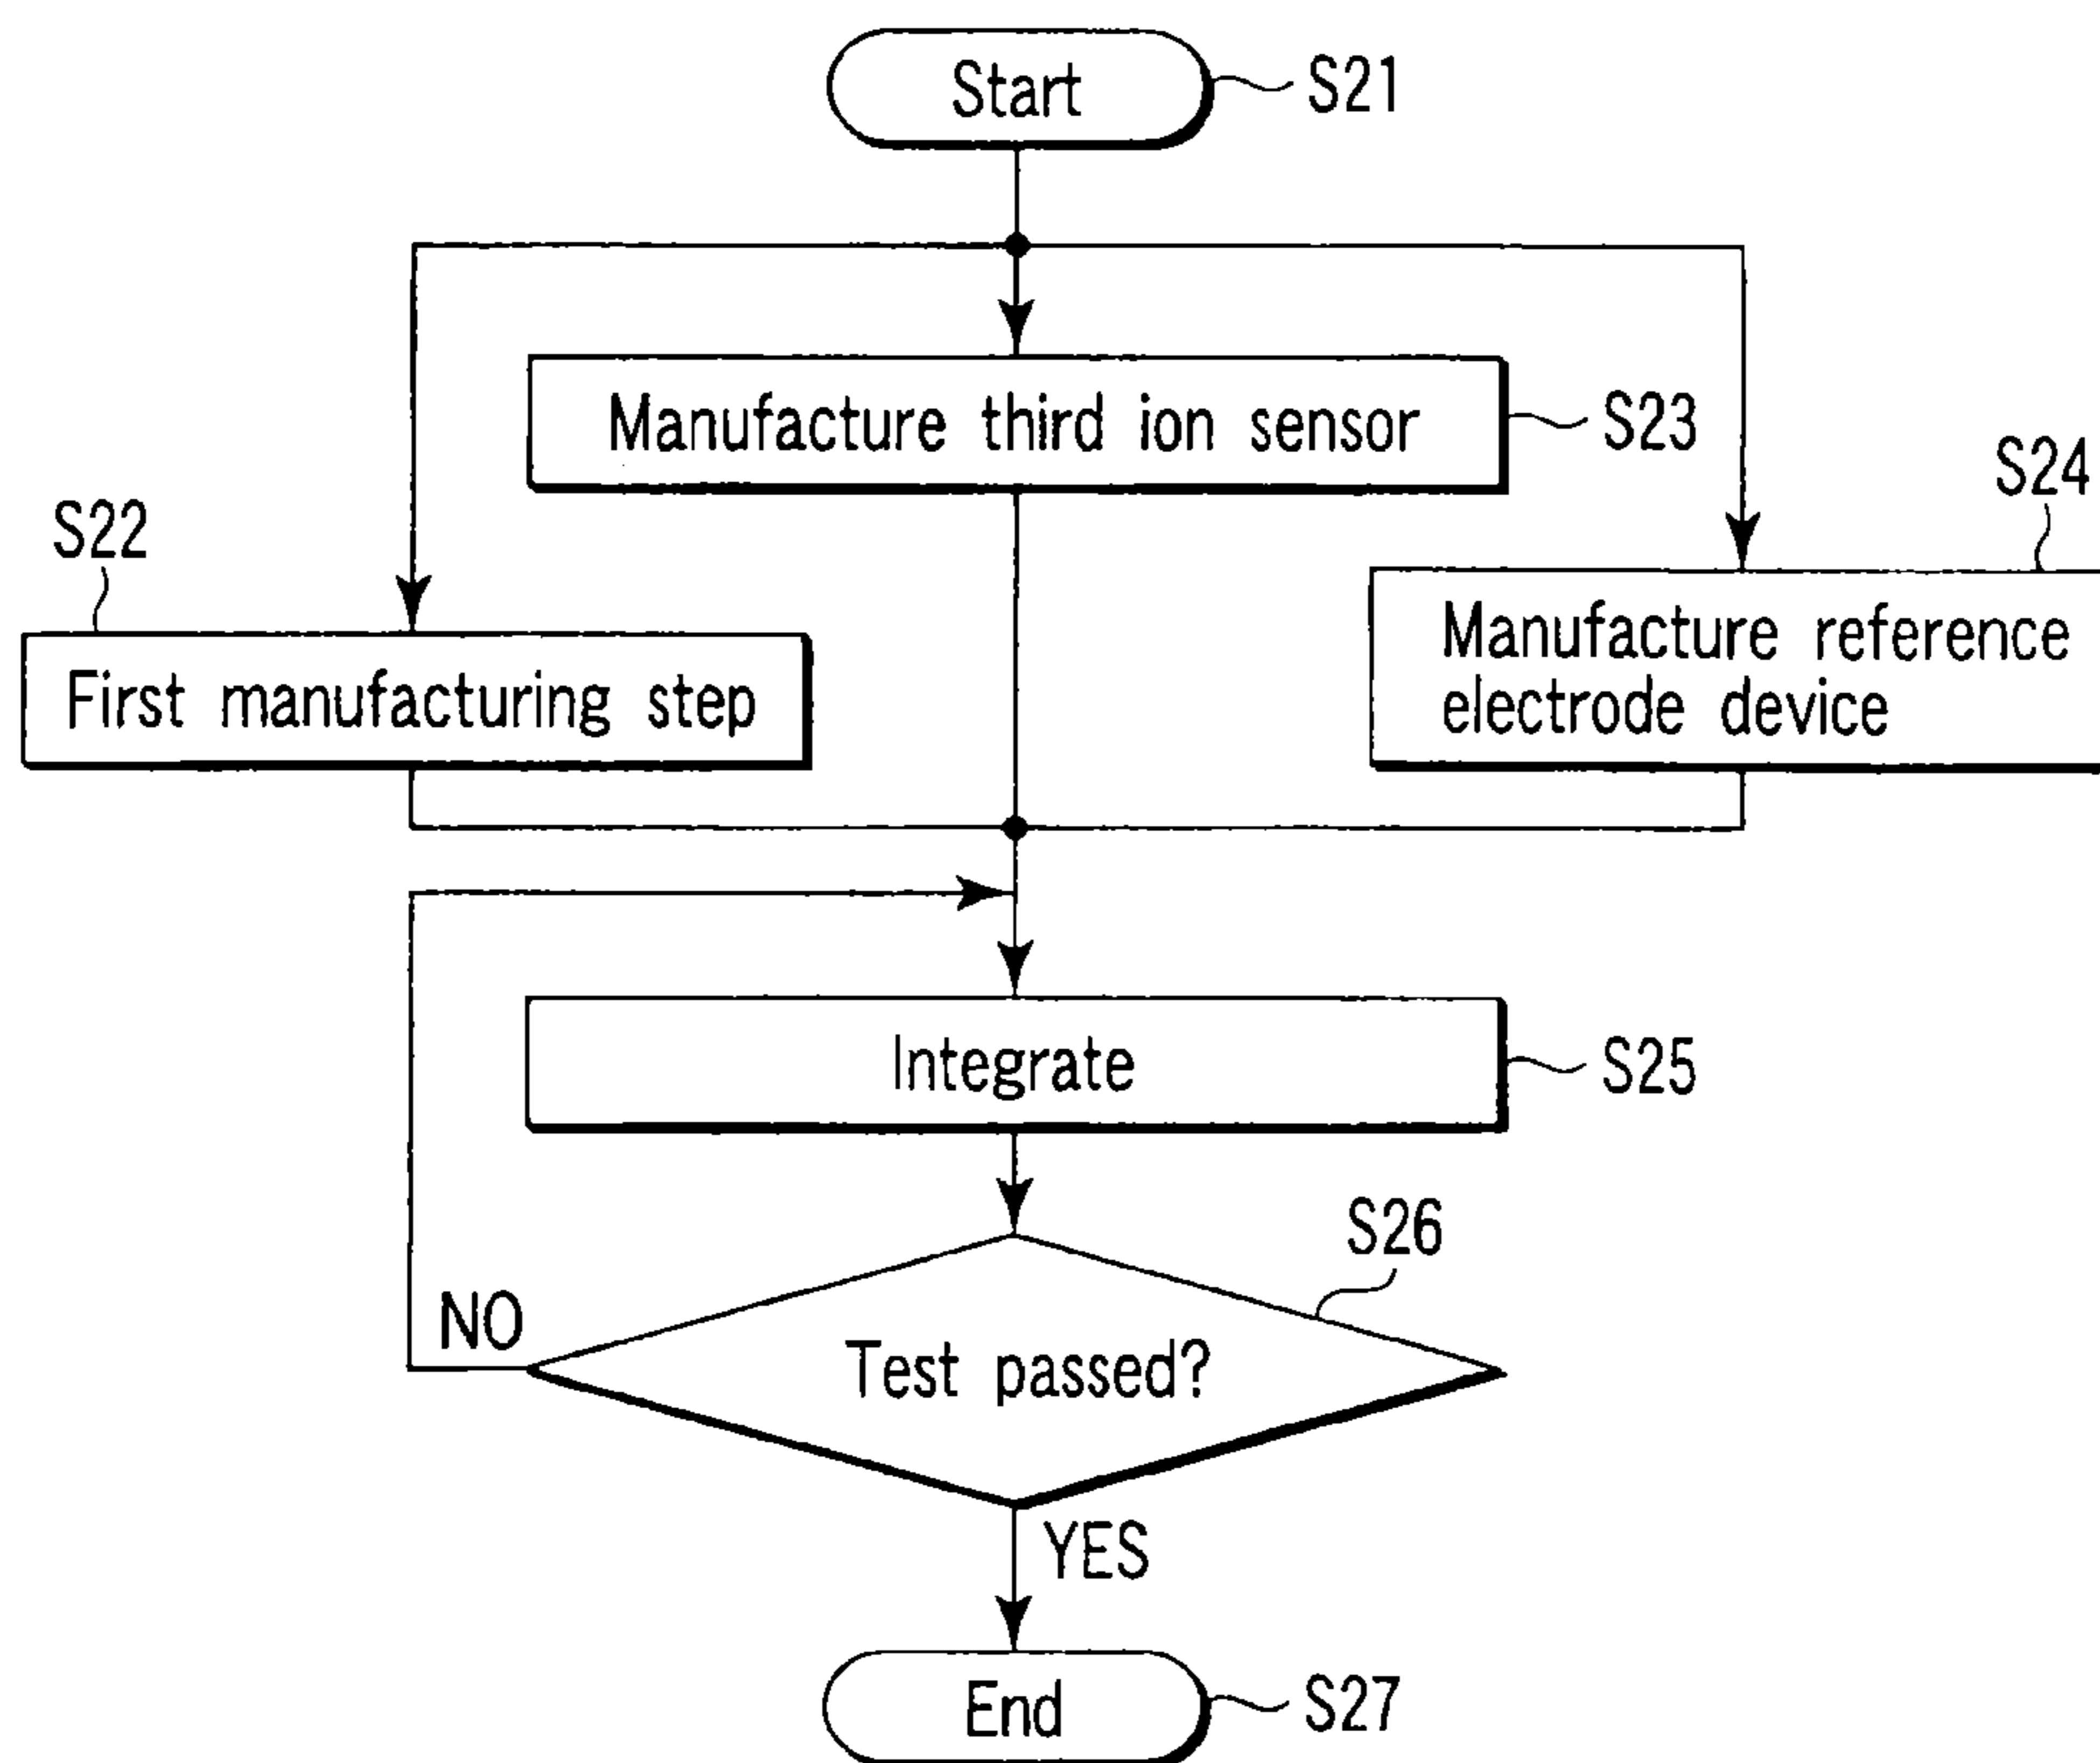 Start
S21
Manufacture third ion sensor
S23
S24
S22
Manufacture reference
electrode device
First manufacturing step
Integrate
S25
S26
NO
Test passed?
YES
End
S27